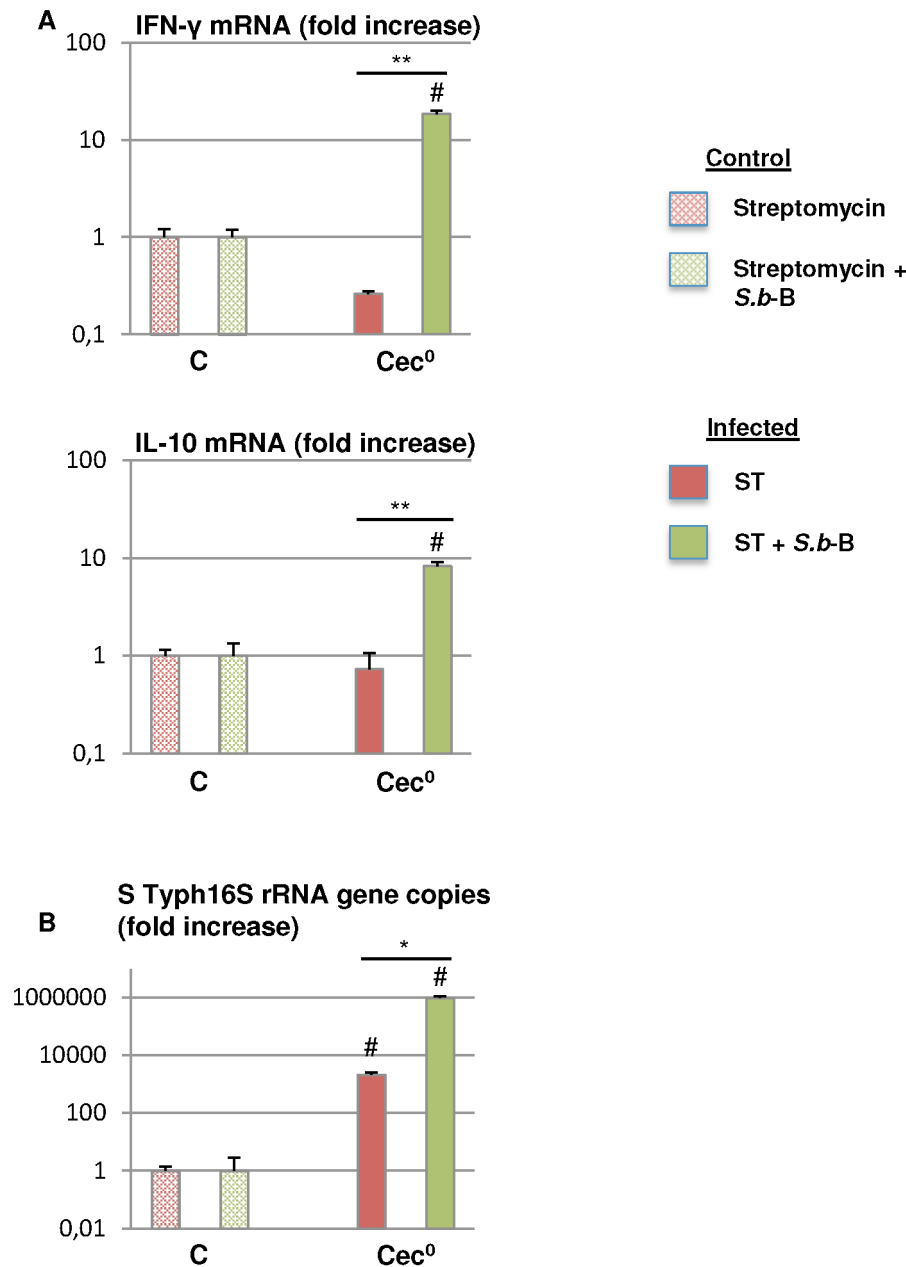 A
IFN-γ mRNA (fold increase)
100
10
1
0,1
**
#
C
Cec⁰
Control
Streptomycin
Streptomycin +
S.b-B
Infected
ST
ST + S.b-B
IL-10 mRNA (fold increase)
100
10
1
0,1
**
#
C
Cec⁰
B
S Typh16S rRNA gene copies
(fold increase)
1000000
10000
100
1
0,01
*
#
#
C
Cec⁰